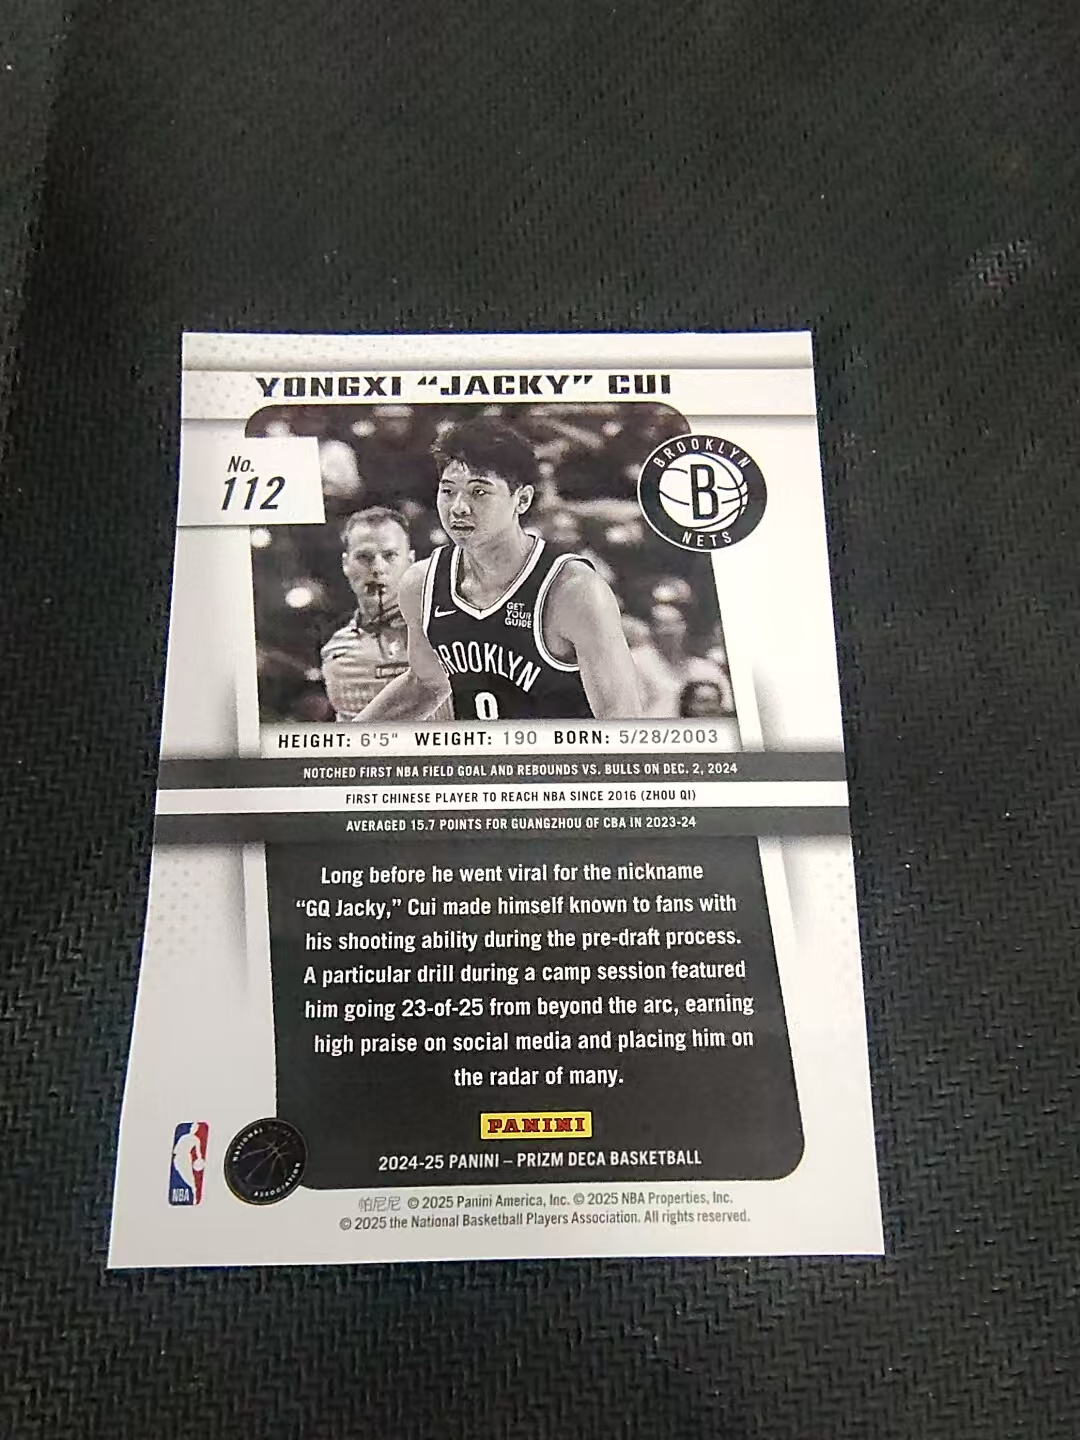 YONGXI “JACKY” CUI
No.
112
BROOKLYN
B
NETS
GET
YOUR
GUIDE
BROOKLYN
HEIGHT: 6'5" WEIGHT: 190 BORN: 5/28/2003
NOTCHED FIRST NBA FIELD GOAL AND REBOUNDS VS. BULLS ON DEC. 2, 2024
FIRST CHINESE PLAYER TO REACH NBA SINCE 2016 (ZHOU QI)
AVERAGED 15.7 POINTS FOR GUANGZHOU OF CBA IN 2023-24
Long before he went viral for the nickname
“GQ Jacky,” Cui made himself known to fans with
his shooting ability during the pre-draft process.
A particular drill during a camp session featured
him going 23-of-25 from beyond the arc, earning
high praise on social media and placing him on
the radar of many.
PANINI
2024-25 PANINI – PRIZM DECA BASKETBALL
NBA
NATIONAL
ASSOCIATION
帕尼尼 © 2025 Panini America, Inc. © 2025 NBA Properties, Inc.
© 2025 the National Basketball Players Association. All rights reserved.